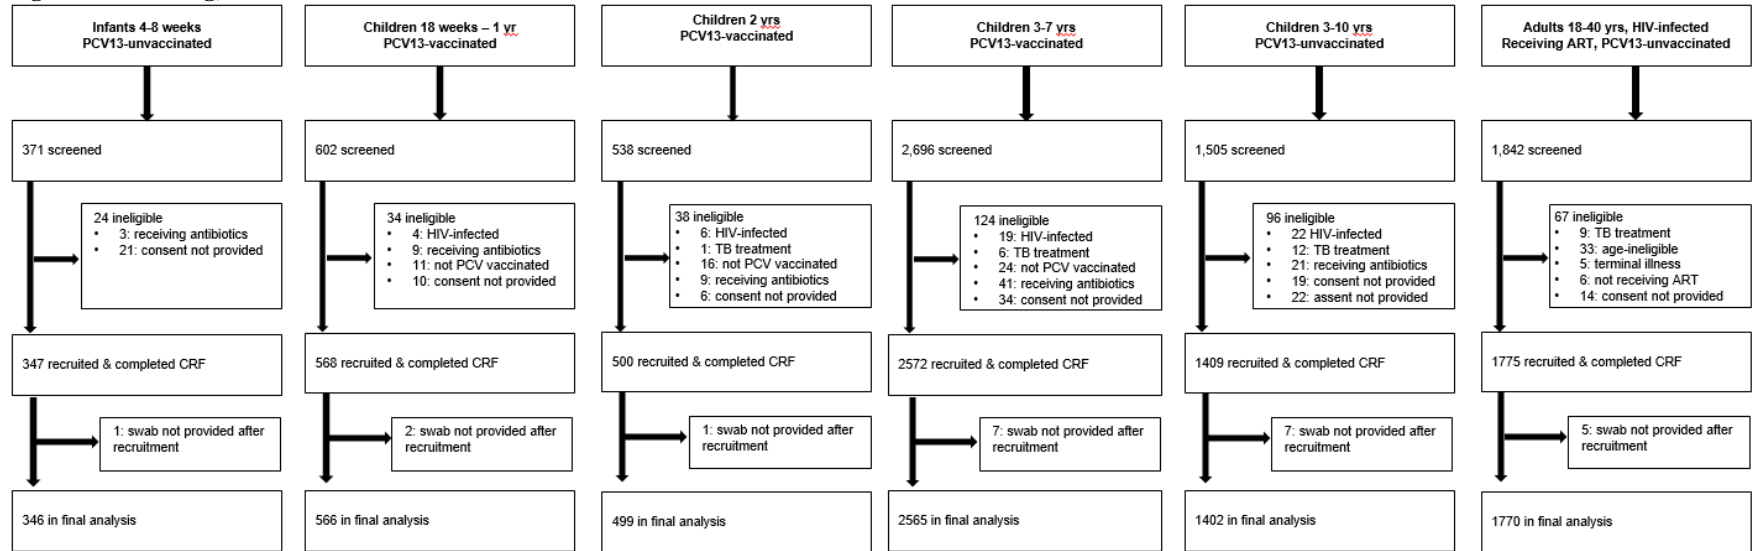 Infants 4-8 weeks
PCV13-unvaccinated
371 screened
24 ineligible
• 3: receiving antibiotics
• 21: consent not provided
347 recruited & completed CRF
1: swab not provided after
recruitment
346 in final analysis
Children 18 weeks – 1 yr
PCV13-vaccinated
602 screened
34 ineligible
• 4: HIV-infected
• 9: receiving antibiotics
• 11: not PCV vaccinated
• 10: consent not provided
568 recruited & completed CRF
2: swab not provided after
recruitment
566 in final analysis
Children 2 yrs
PCV13-vaccinated
538 screened
38 ineligible
• 6: HIV-infected
• 1: TB treatment
• 16: not PCV vaccinated
• 9: receiving antibiotics
• 6: consent not provided
500 recruited & completed CRF
1: swab not provided after
recruitment
499 in final analysis
Children 3-7 yrs
PCV13-vaccinated
2,696 screened
124 ineligible
• 19: HIV-infected
• 6: TB treatment
• 24: not PCV vaccinated
• 41: receiving antibiotics
• 34: consent not provided
2572 recruited & completed CRF
7: swab not provided after
recruitment
2565 in final analysis
Children 3-10 yrs
PCV13-unvaccinated
1,505 screened
96 ineligible
• 22 HIV-infected
• 12: TB treatment
• 21: receiving antibiotics
• 19: consent not provided
• 22: assent not provided
1409 recruited & completed CRF
7: swab not provided after
recruitment
1402 in final analysis
Adults 18-40 yrs, HIV-infected
Receiving ART, PCV13-unvaccinated
1,842 screened
67 ineligible
• 9: TB treatment
• 33: age-ineligible
• 5: terminal illness
• 6: not receiving ART
• 14: consent not provided
1775 recruited & completed CRF
5: swab not provided after
recruitment
1770 in final analysis